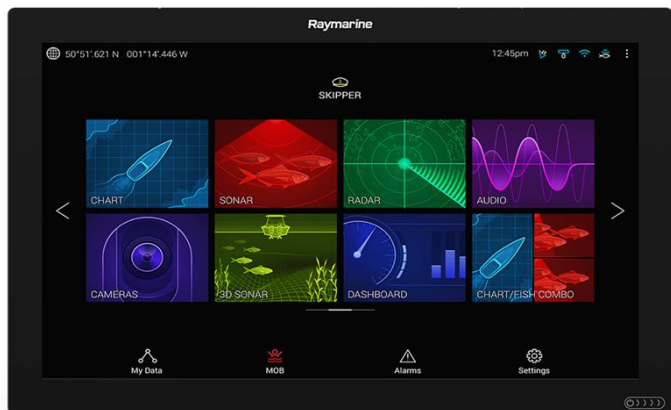 Raymarine
50°51'.621 N 001°14'.446 W
12:45pm
SKIPPER
CHART
SONAR
RADAR
AUDIO
CAMERAS
3D SONAR
DASHBOARD
CHART/FISH COMBO
My Data
MOB
Alarms
Settings